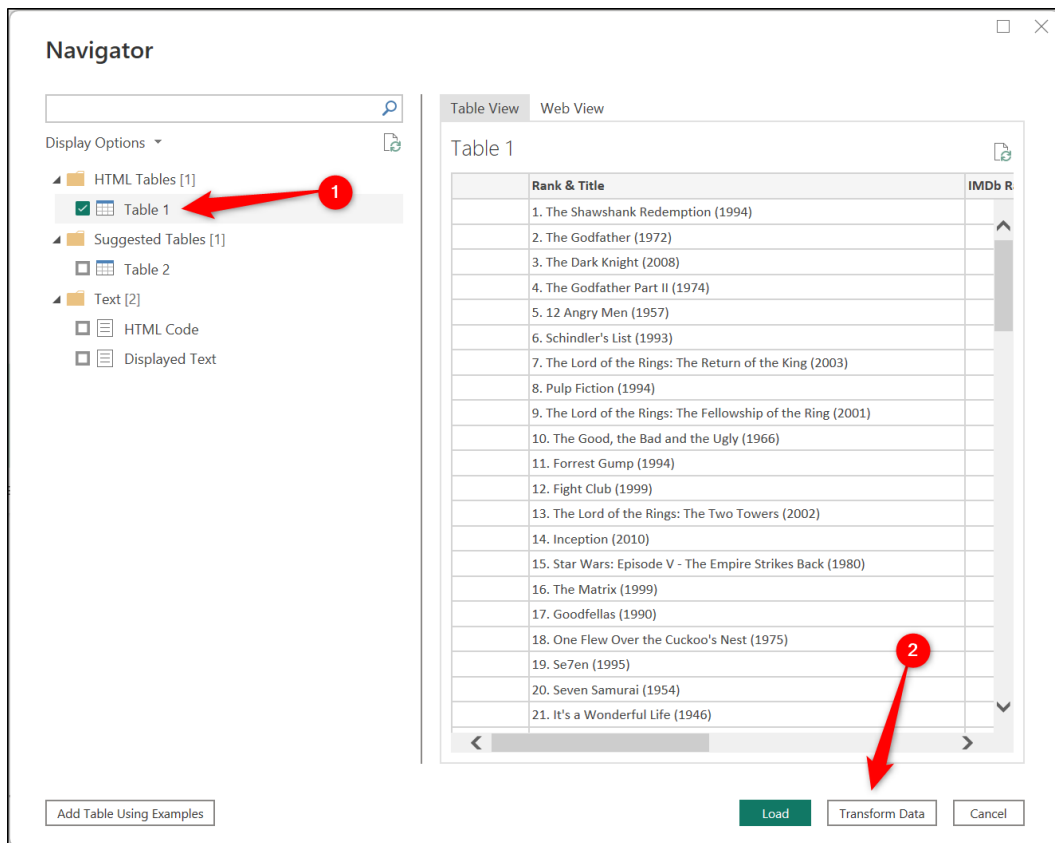 Navigator
Display Options
HTML Tables [1]
Table 1
1
Suggested Tables [1]
Table 2
Text [2]
HTML Code
Displayed Text
Table View Web View
Table 1
Rank & Title IMDb Ra
1. The Shawshank Redemption (1994)
2. The Godfather (1972)
3. The Dark Knight (2008)
4. The Godfather Part II (1974)
5. 12 Angry Men (1957)
6. Schindler's List (1993)
7. The Lord of the Rings: The Return of the King (2003)
8. Pulp Fiction (1994)
9. The Lord of the Rings: The Fellowship of the Ring (2001)
10. The Good, the Bad and the Ugly (1966)
11. Forrest Gump (1994)
12. Fight Club (1999)
13. The Lord of the Rings: The Two Towers (2002)
14. Inception (2010)
15. Star Wars: Episode V - The Empire Strikes Back (1980)
16. The Matrix (1999)
17. Goodfellas (1990)
18. One Flew Over the Cuckoo's Nest (1975)
19. Se7en (1995)
20. Seven Samurai (1954)
21. It's a Wonderful Life (1946)
2
Add Table Using Examples
Load Transform Data Cancel